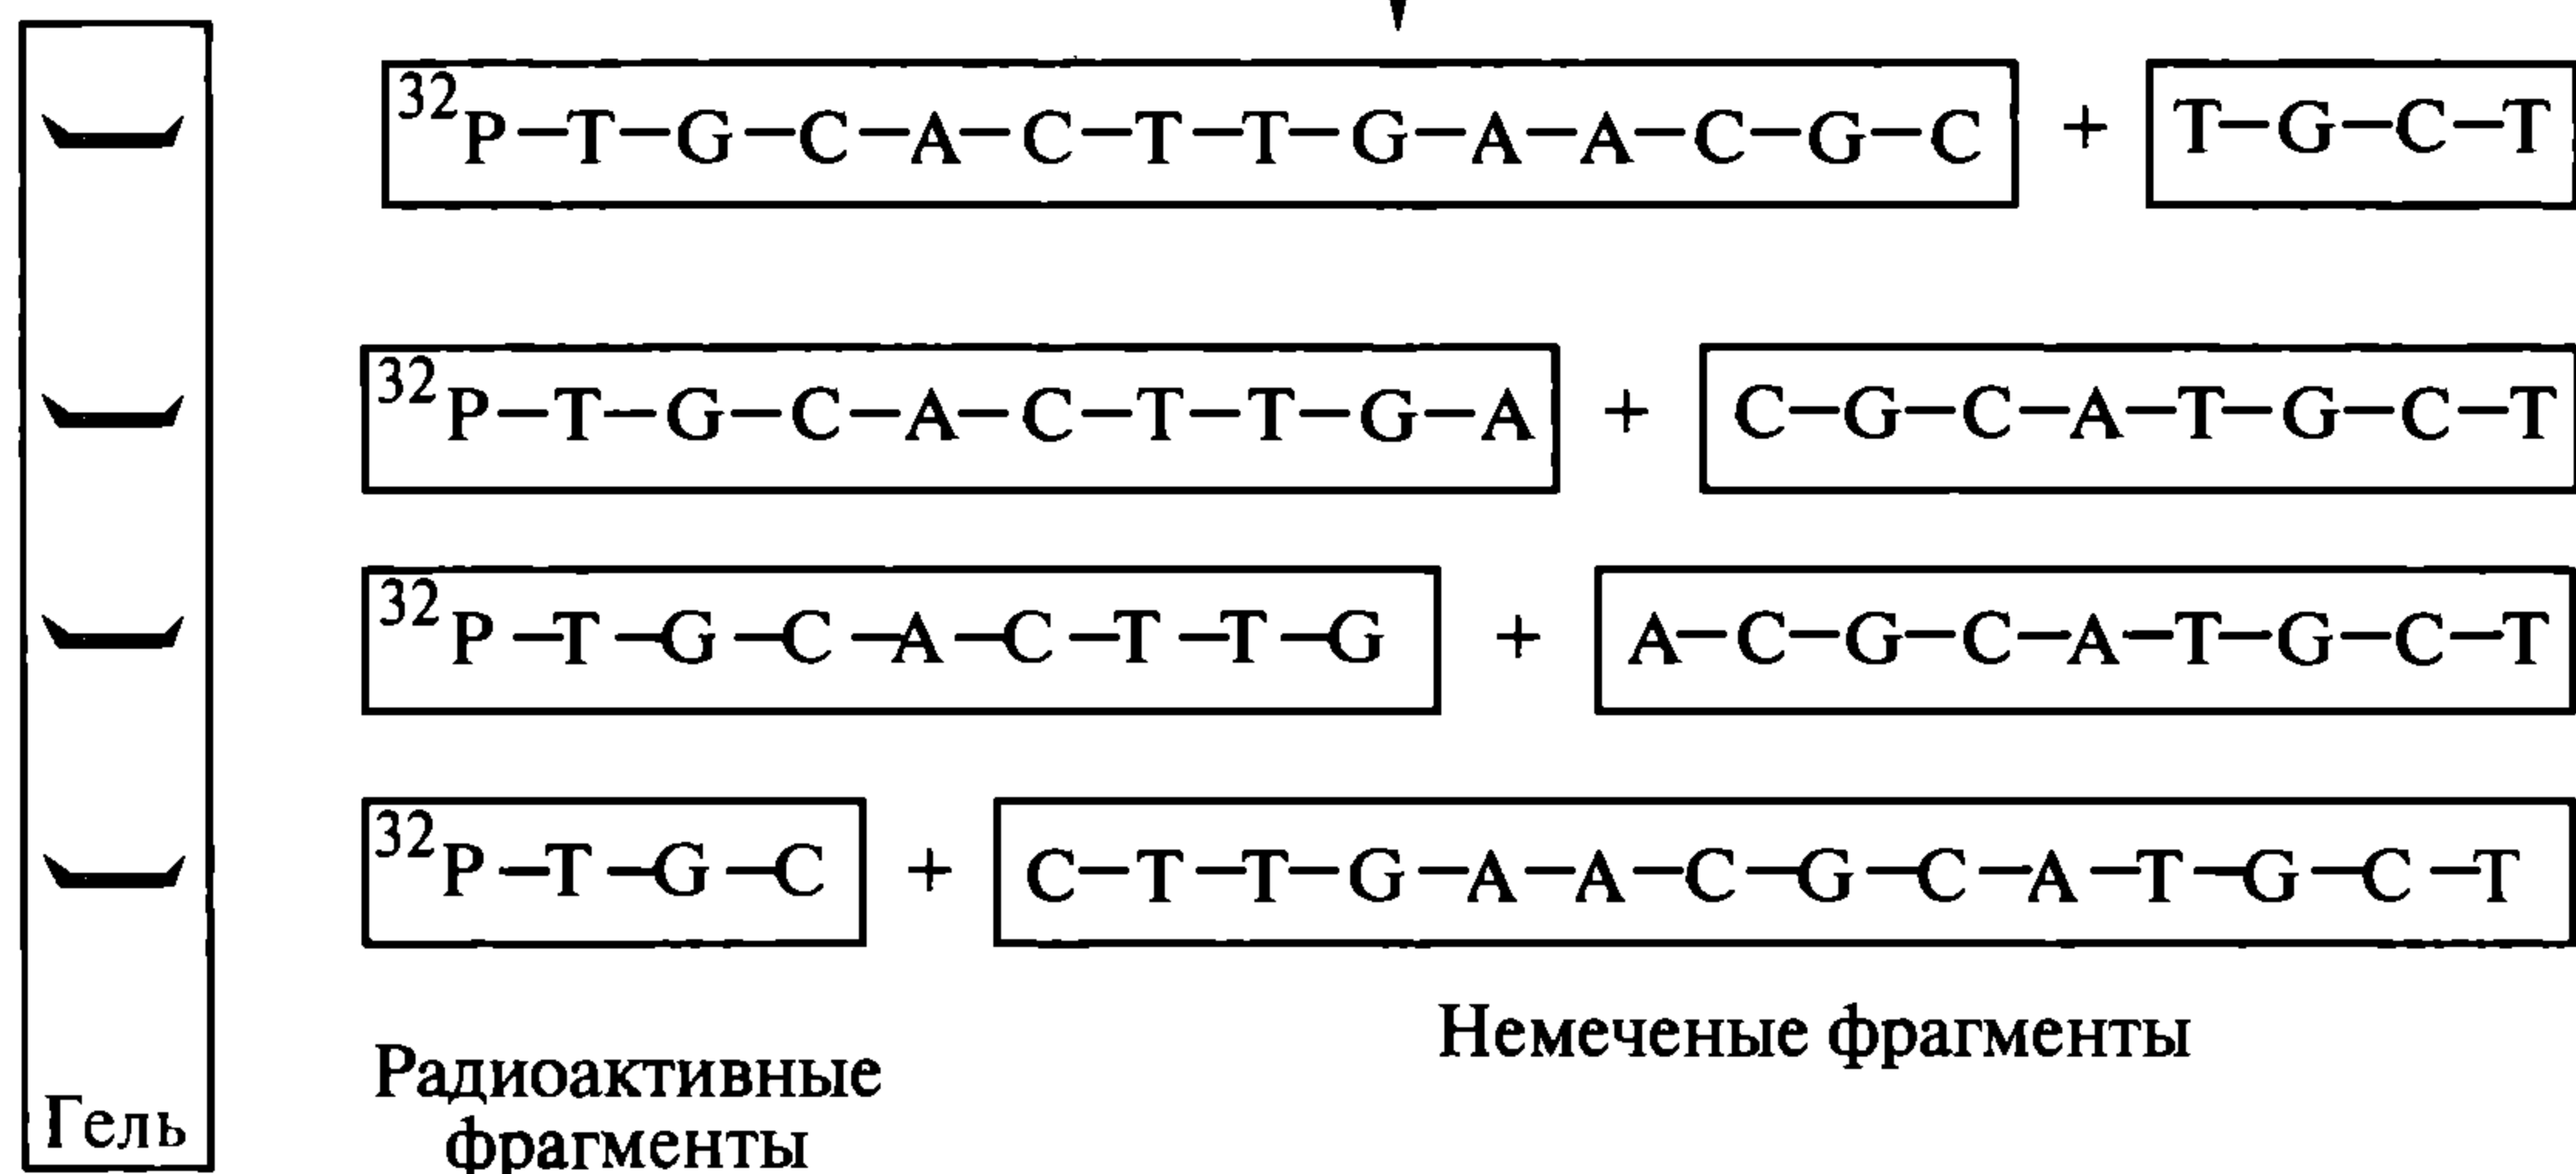 ³²P–T–G–C–A–C–T–T–G–A–A–C–G–C + T–G–C–T
³²P–T–G–C–A–C–T–T–G–A + C–G–C–A–T–G–C–T
³²P–T–G–C–A–C–T–T–G + A–C–G–C–A–T–G–C–T
³²P–T–G–C + C–T–T–G–A–A–C–G–C–A–T–G–C–T
Гель
Радиоактивные
фрагменты
Немеченые фрагменты